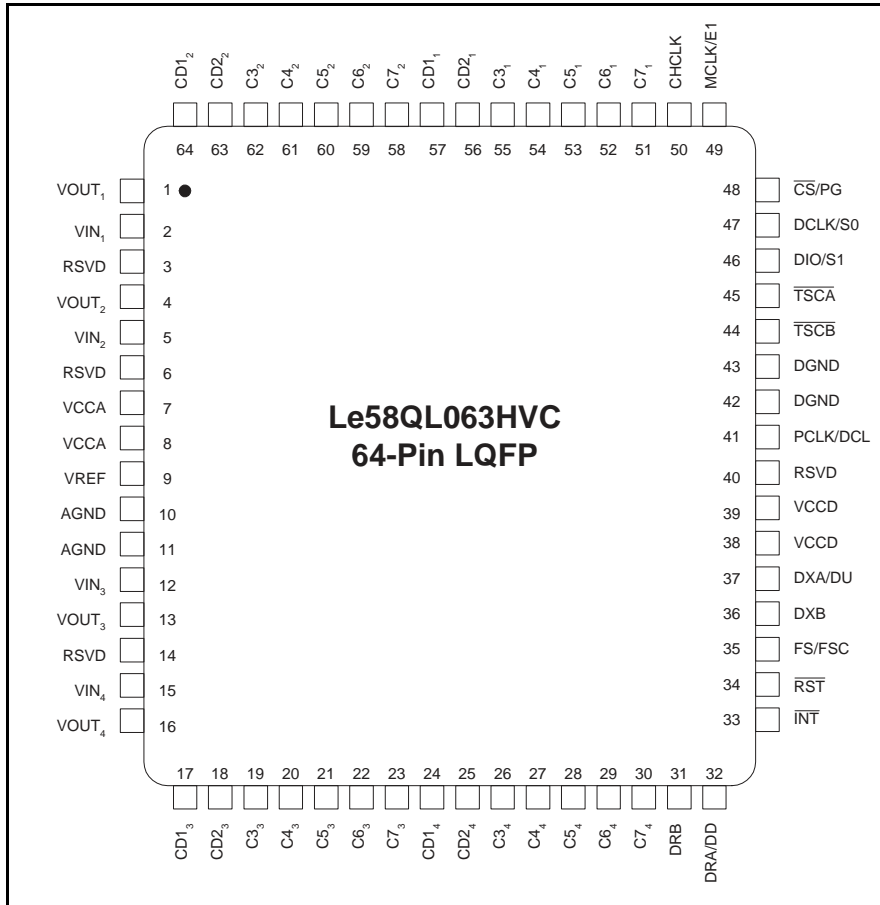 CD1₂ CD2₂ C3₂ C4₂ C5₂ C6₂ C7₂ CD1₁ CD2₁ C3₁ C4₁ C5₁ C6₁ C7₁ CHCLK MCLK/E1
64 63 62 61 60 59 58 57 56 55 54 53 52 51 50 49
VOUT₁ 1
VIN₁ 2
RSVD 3
VOUT₂ 4
VIN₂ 5
RSVD 6
VCCA 7
VCCA 8
VREF 9
AGND 10
AGND 11
VIN₃ 12
VOUT₃ 13
RSVD 14
VIN₄ 15
VOUT₄ 16
Le58QL063HVC
64-Pin LQFP
48 C̅S̅/PG
47 DCLK/S0
46 DIO/S1
45 T̅S̅C̅A̅
44 T̅S̅C̅B̅
43 DGND
42 DGND
41 PCLK/DCL
40 RSVD
39 VCCD
38 VCCD
37 DXA/DU
36 DXB
35 FS/FSC
34 R̅S̅T̅
33 I̅N̅T̅
17 18 19 20 21 22 23 24 25 26 27 28 29 30 31 32
CD1₃ CD2₃ C3₃ C4₃ C5₃ C6₃ C7₃ CD1₄ CD2₄ C3₄ C4₄ C5₄ C6₄ C7₄ DRB DRA/DD